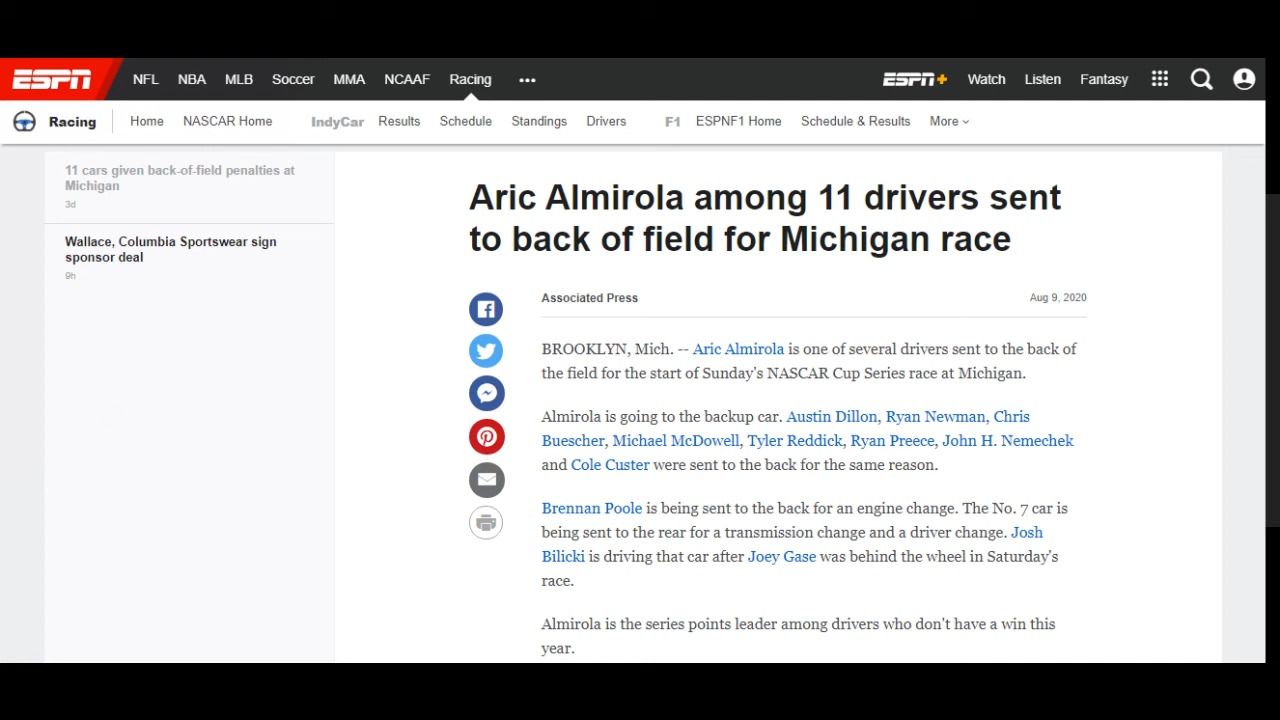 ESPN NFL NBA MLB Soccer MMA NCAAF Racing ••• ESPN+ Watch Listen Fantasy
Racing Home NASCAR Home IndyCar Results Schedule Standings Drivers F1 ESPNF1 Home Schedule & Results More
11 cars given back-of-field penalties at
Michigan
3d
Wallace, Columbia Sportswear sign
sponsor deal
9h
Aric Almirola among 11 drivers sent
to back of field for Michigan race
Associated Press Aug 9, 2020
BROOKLYN, Mich. -- Aric Almirola is one of several drivers sent to the back of
the field for the start of Sunday's NASCAR Cup Series race at Michigan.
Almirola is going to the backup car. Austin Dillon, Ryan Newman, Chris
Buescher, Michael McDowell, Tyler Reddick, Ryan Preece, John H. Nemechek
and Cole Custer were sent to the back for the same reason.
Brennan Poole is being sent to the back for an engine change. The No. 7 car is
being sent to the rear for a transmission change and a driver change. Josh
Bilicki is driving that car after Joey Gase was behind the wheel in Saturday's
race.
Almirola is the series points leader among drivers who don't have a win this
year.